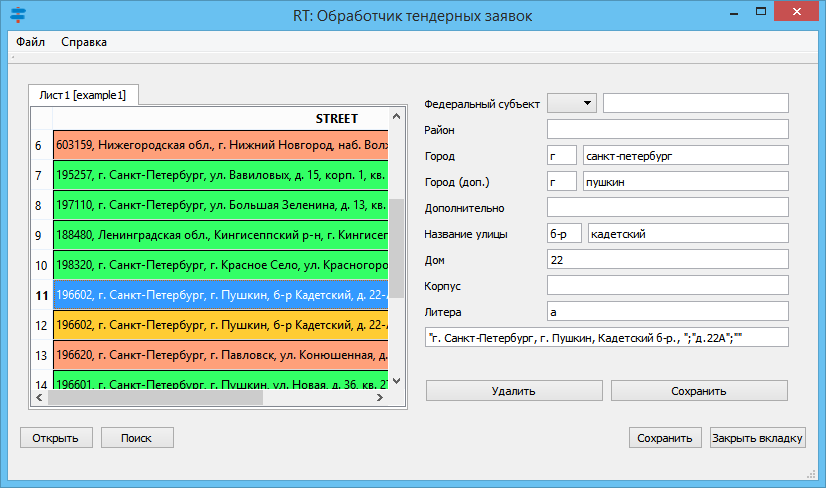 RT: Обработчик тендерных заявок
Файл Справка
Лист1 [example1]
STREET
6 603159, Нижегородская обл., г. Нижний Новгород, наб. Волж
7 195257, г. Санкт-Петербург, ул. Вавиловых, д. 15, корп. 1, кв.
8 197110, г. Санкт-Петербург, ул. Большая Зеленина, д. 13, кв.
9 188480, Ленинградская обл., Кингисеппский р-н, г. Кингисеп
10 198320, г. Санкт-Петербург, г. Красное Село, ул. Красногоро
11 196602, г. Санкт-Петербург, г. Пушкин, б-р Кадетский, д. 22-А
12 196602, г. Санкт-Петербург, г. Пушкин, б-р Кадетский, д. 22-А
13 196620, г. Санкт-Петербург, г. Павловск, ул. Конюшенная, д.
14 196601, г. Санкт-Петербург, г. Пушкин, ул. Новая, д. 36, кв. 27
Федеральный субъект
Район
Город г санкт-петербург
Город (доп.) г пушкин
Дополнительно
Название улицы б-р кадетский
Дом 22
Корпус
Литера а
"г. Санкт-Петербург, г. Пушкин, Кадетский б-р., ";"д.22А";""
Удалить Сохранить
Открыть Поиск Сохранить Закрыть вкладку